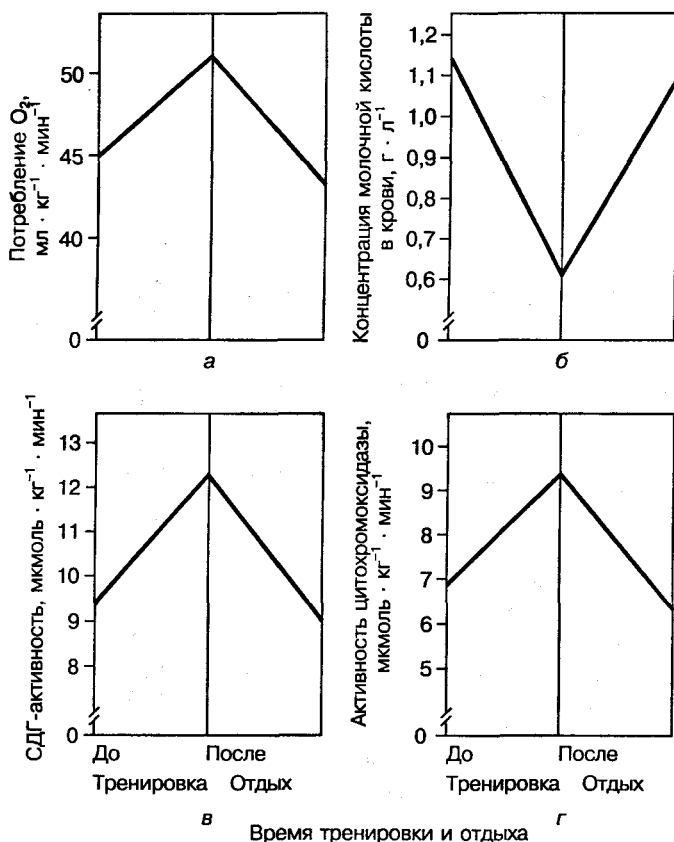 Потребление O₂,
мл · кг⁻¹ · мин⁻¹
50
45
40
0
а
Концентрация молочной кислоты
в крови, г · л⁻¹
1,2
1,1
1,0
0,9
0,8
0,7
0,6
0
б
СДГ-активность, мкмоль · кг⁻¹ · мин⁻¹
13
12
11
10
9
8
0
До После
Тренировка Отдых
в
Активность цитохромоксидазы,
мкмоль · кг⁻¹ · мин⁻¹
10
9
8
7
6
5
0
До После
Тренировка Отдых
г
Время тренировки и отдыха